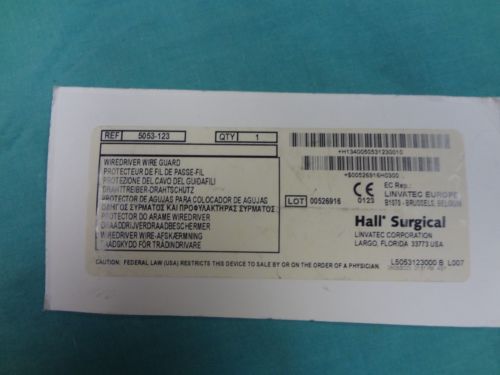 REF 5053-123 QTY 1
WIREDRIVER WIRE GUARD
PROTECTEUR DE FIL DE PASSE-FIL
PROTEZIONE DEL CAVO DEL GUIDAFILI
DRAHTTREIBER-DRAHTSCHUTZ
PROTECTOR DE AGUJAS PARA COLOCADOR DE AGUJAS
ΟΔΗΓΟΣ ΣΥΡΜΑΤΟΣ ΚΑΙ ΠΡΟΦΥΛΑΚΤΗΡΑΣ ΣΥΡΜΑΤΟΣ
PROTETOR DO ARAME WIREDRIVER
DRAADDRIJVERDRAADBESCHERMER
WIREDRIVER WIRE-AFSKÆRMNING
TRÅDSKYDD FÖR TRÅDINDRIVARE
+H1340050531230010
+$00526916H0300
LOT 00526916
CE 0123
EC Rep.:
LINVATEC EUROPE
B1070 - BRUSSELS, BELGIUM
Hall® Surgical
LINVATEC CORPORATION
LARGO, FLORIDA 33773 USA
CAUTION: FEDERAL LAW (USA) RESTRICTS THIS DEVICE TO SALE BY OR ON THE ORDER OF A PHYSICIAN.
L5053123000 B L007